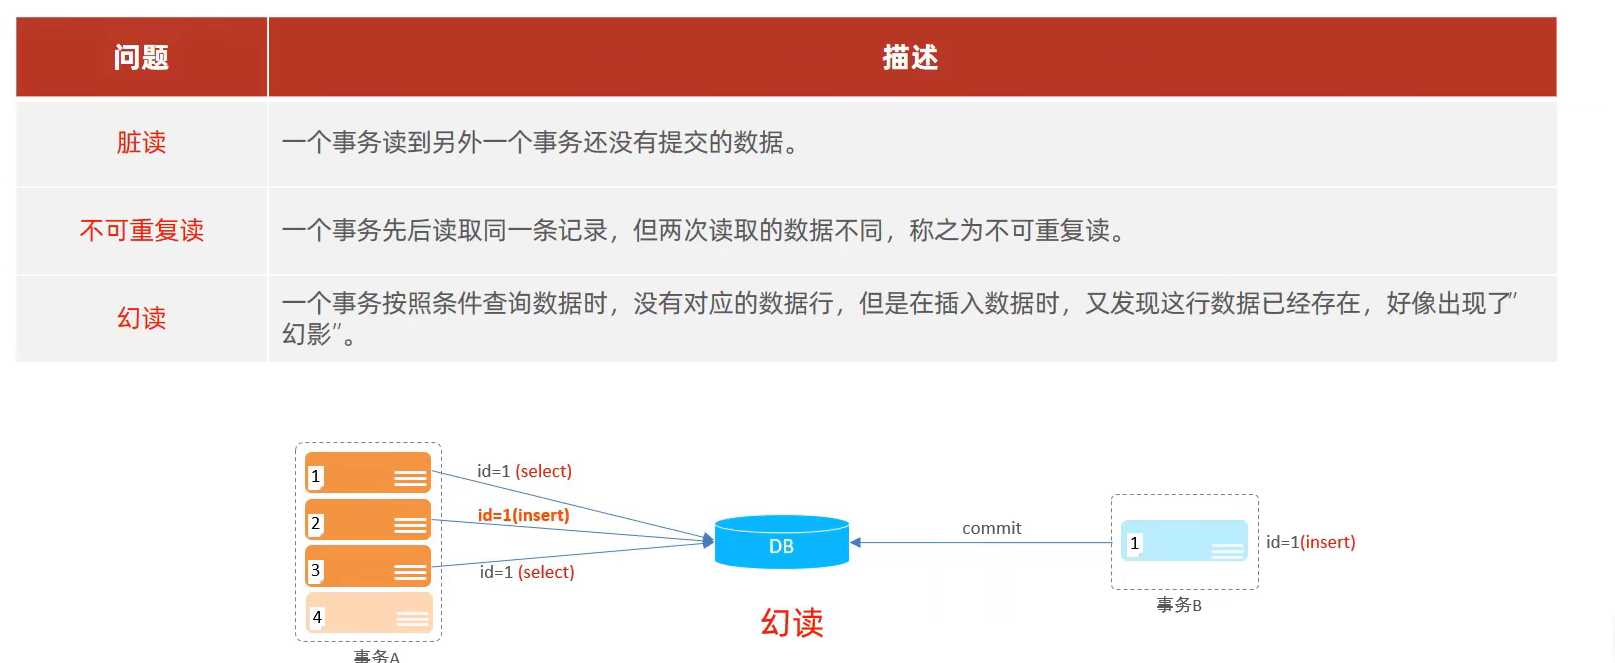 问题
描述
脏读
一个事务读到另外一个事务还没有提交的数据。
不可重复读
一个事务先后读取同一条记录，但两次读取的数据不同，称之为不可重复读。
幻读
一个事务按照条件查询数据时，没有对应的数据行，但是在插入数据时，又发现这行数据已经存在，好像出现了”
幻影”。
1
id=1 (select)
2
id=1(insert)
3
id=1 (select)
4
事务A
DB
幻读
commit
1
id=1(insert)
事务B